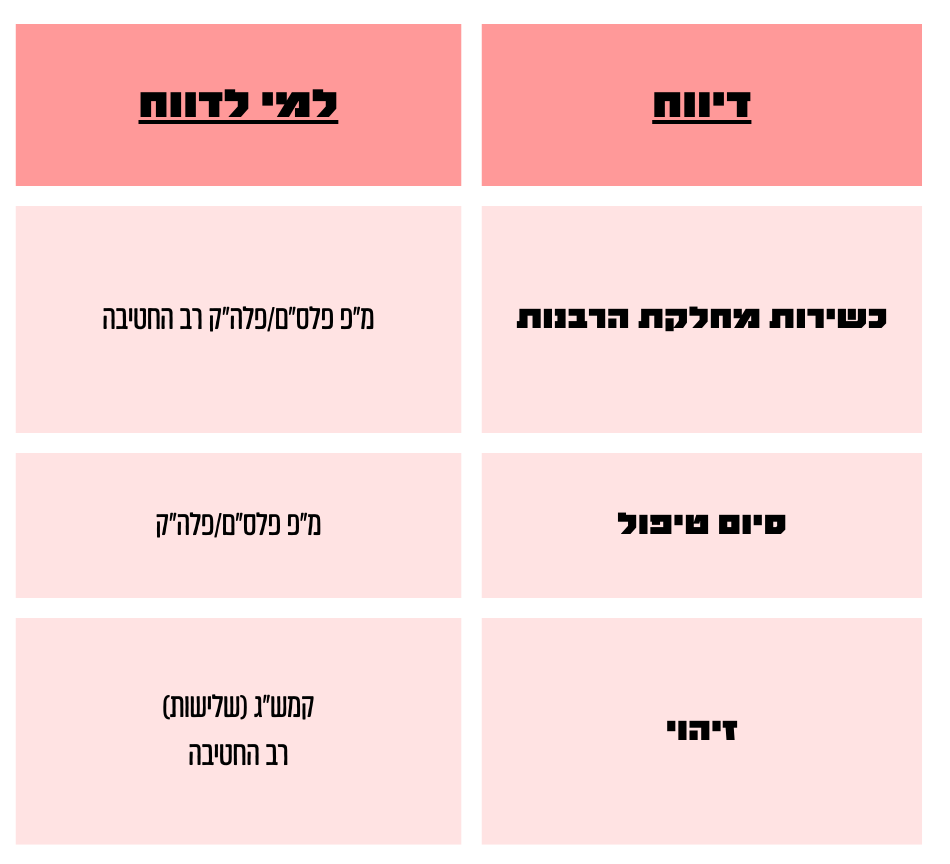 דיווח
למי לדווח
כשירות מחלקת הרבנות
מ"פ פלס"ם/פלה"ק רב החטיבה
סיום טיפול
מ"פ פלס"ם/פלה"ק
זיהוי
קמש"ג (שלישות)
רב החטיבה